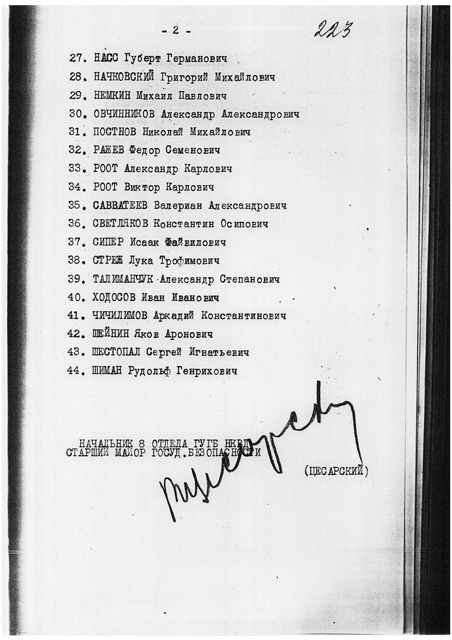 - 2 -
223
27. НАСС Губерт Германович
28. НАЧКОВСКИЙ Григорий Михайлович
29. НЕМКИН Михаил Павлович
30. ОВЧИННИКОВ Александр Александрович
31. ПОСТНОВ Николай Михайлович
32. РАЖЕВ Федор Семенович
33. РООТ Александр Карлович
34. РООТ Виктор Карлович
35. САВВАТЕЕВ Валериан Александрович
36. СВЕТЛЯКОВ Константин Осипович
37. СИПЕР Исаак Файвилович
38. СТРЕЖ Лука Трофимович
39. ТАЛИМАНЧУК Александр Степанович
40. ХОДОСОВ Иван Иванович
41. ЧИЧИЛИМОВ Аркадий Константинович
42. ШЕЙНИН Яков Аронович
43. ШЕСТОПАЛ Сергей Игнатьевич
44. ШИМАН Рудольф Генрихович
НАЧАЛЬНИК 8 ОТДЕЛА ГУГБ НКВД
СТАРШИЙ МАЙОР ГОСУД.БЕЗОПАСНОСТИ
Цесарский
(ЦЕСАРСКИЙ)